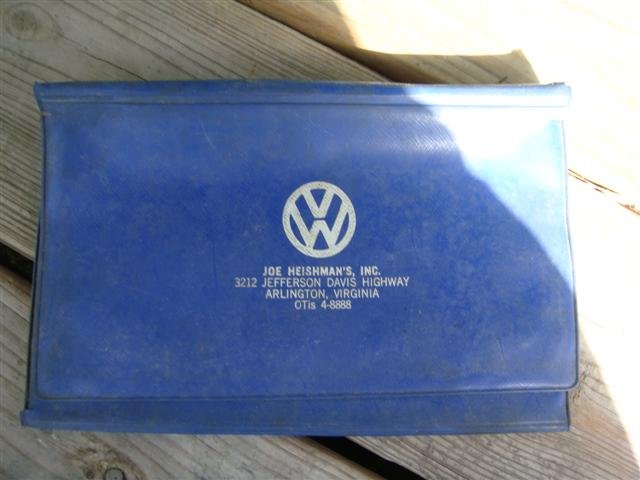 VW
JOE HEISHMAN'S, INC.
3212 JEFFERSON DAVIS HIGHWAY
ARLINGTON, VIRGINIA
OTis 4-8888